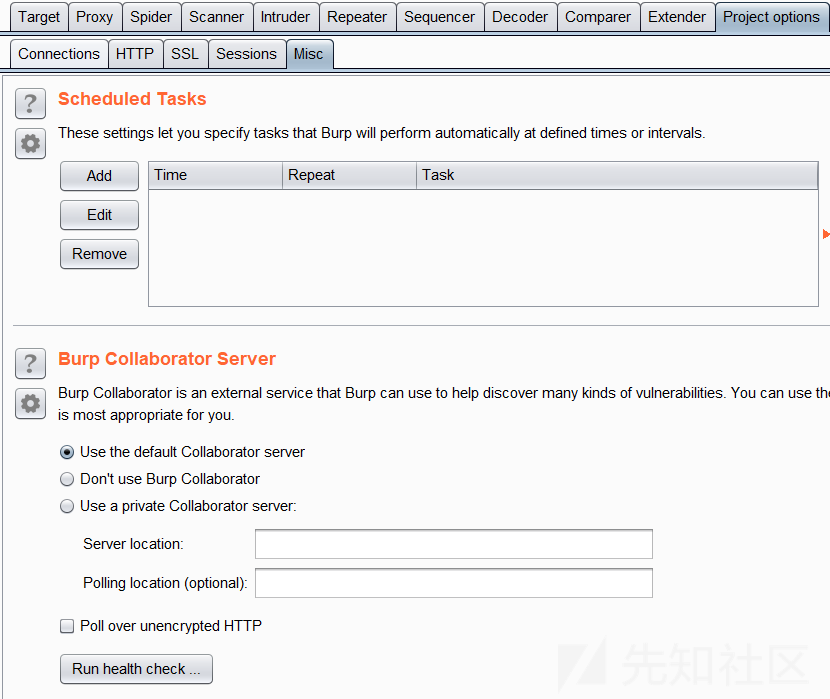 Target Proxy Spider Scanner Intruder Repeater Sequencer Decoder Comparer Extender Project options
Connections HTTP SSL Sessions Misc
? Scheduled Tasks
These settings let you specify tasks that Burp will perform automatically at defined times or intervals.
Add Time Repeat Task
Edit
Remove
? Burp Collaborator Server
Burp Collaborator is an external service that Burp can use to help discover many kinds of vulnerabilities. You can use
is most appropriate for you.
Use the default Collaborator server
Don't use Burp Collaborator
Use a private Collaborator server:
Server location:
Polling location (optional):
Poll over unencrypted HTTP
Run health check ...
先知社区